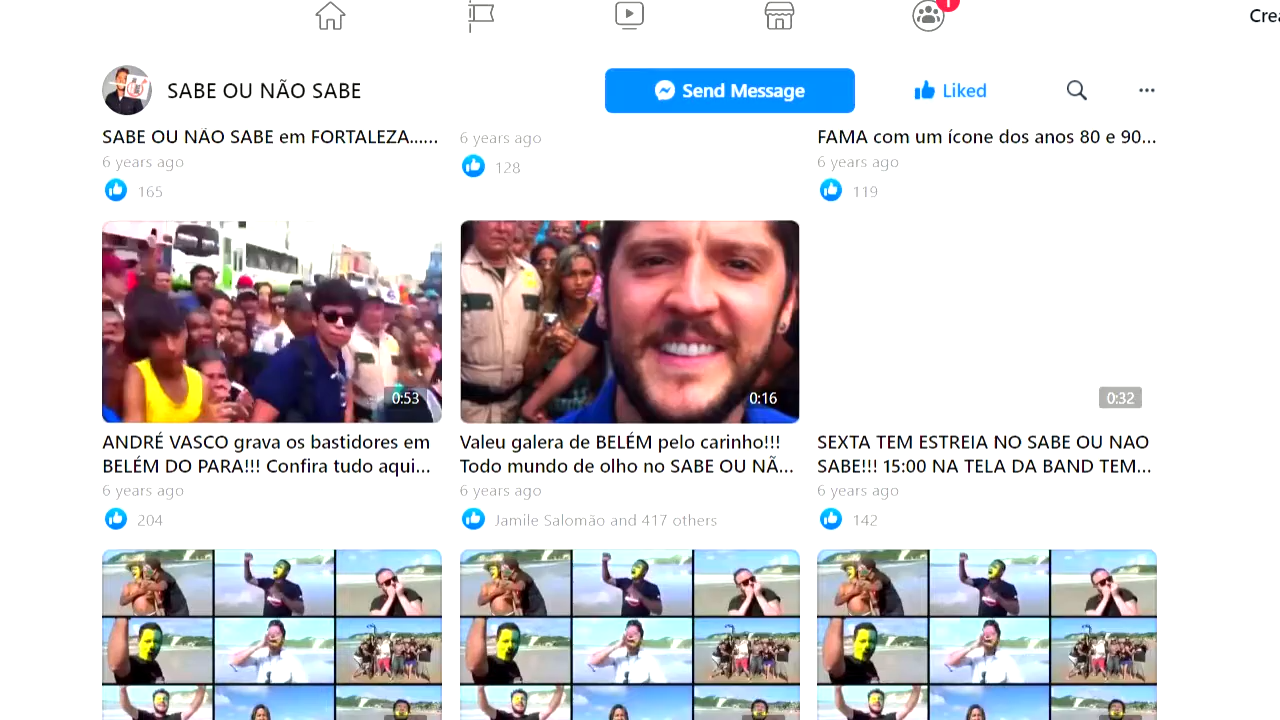 1
Crea
SABE OU NÃO SABE
Send Message
Liked
SABE OU NÃO SABE em FORTALEZA......
6 years ago
165
6 years ago
128
FAMA com um ícone dos anos 80 e 90...
6 years ago
119
0:53
ANDRÉ VASCO grava os bastidores em
BELÉM DO PARA!!! Confira tudo aqui...
6 years ago
204
0:16
Valeu galera de BELÉM pelo carinho!!!
Todo mundo de olho no SABE OU NÃ...
6 years ago
Jamile Salomão and 417 others
0:32
SEXTA TEM ESTREIA NO SABE OU NAO
SABE!!! 15:00 NA TELA DA BAND TEM...
6 years ago
142